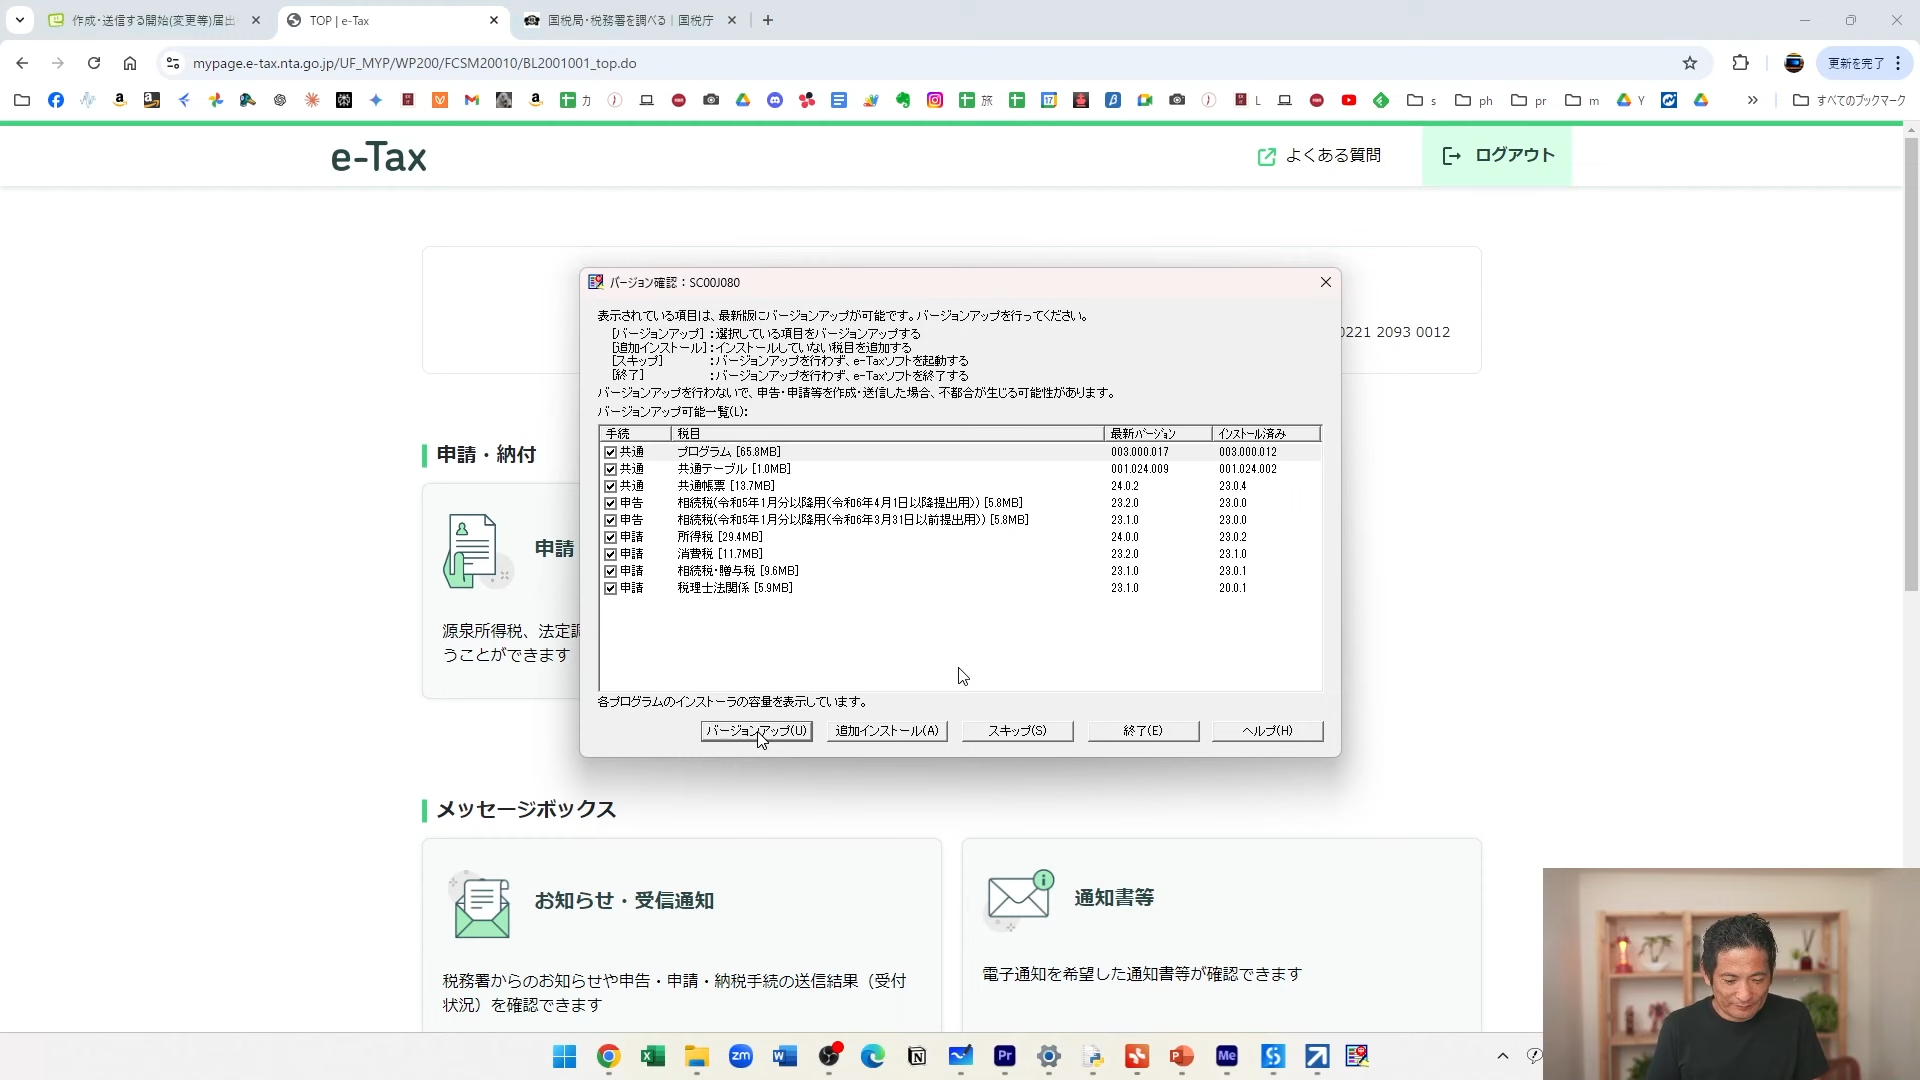 作成・送信する開始(変更等)届出
TOP | e-Tax
国税局・税務署を調べる | 国税庁
mypage.e-tax.nta.go.jp/UF_MYP/WP200/FCSM20010/BL2001001_top.do
更新を完了
カ
旅
L
s
ph
pr
m
Y
すべてのブックマーク
e-Tax
よくある質問
ログアウト
バージョン確認：SC00J080
表示されている項目は、最新版にバージョンアップが可能です。バージョンアップを行ってください。
[バージョンアップ]：選択している項目をバージョンアップする
[追加インストール]：インストールしていない税目を追加する
[スキップ]　　：バージョンアップを行わず、e-Taxソフトを起動する
[終了]　　：バージョンアップを行わず、e-Taxソフトを終了する
バージョンアップを行わないで、申告・申請等を作成・送信した場合、不都合が生じる可能性があります。
バージョンアップ可能一覧(L):
手続 税目 最新バージョン インストール済み
共通 プログラム [65.8MB] 003.000.017 003.000.012
共通 共通テーブル [1.0MB] 001.024.009 001.024.002
共通 共通帳票 [13.7MB] 24.0.2 23.0.4
申告 相続税(令和5年1月分以降用(令和6年4月1日以降提出用)) [5.8MB] 23.2.0 23.0.0
申告 相続税(令和5年1月分以降用(令和6年3月31日以前提出用)) [5.8MB] 23.1.0 23.0.0
申請 所得税 [29.4MB] 24.0.0 23.0.2
申請 消費税 [11.7MB] 23.2.0 23.1.0
申請 相続税・贈与税 [9.6MB] 23.1.0 23.0.1
申請 税理士法関係 [5.9MB] 23.1.0 20.0.1
各プログラムのインストーラの容量を表示しています。
バージョンアップ(U) 追加インストール(A) スキップ(S) 終了(E) ヘルプ(H)
0221 2093 0012
申請・納付
申請
源泉所得税、法定調
うことができます
メッセージボックス
お知らせ・受信通知
税務署からのお知らせや申告・申請・納税手続の送信結果（受付
状況）を確認できます
通知書等
電子通知を希望した通知書等が確認できます